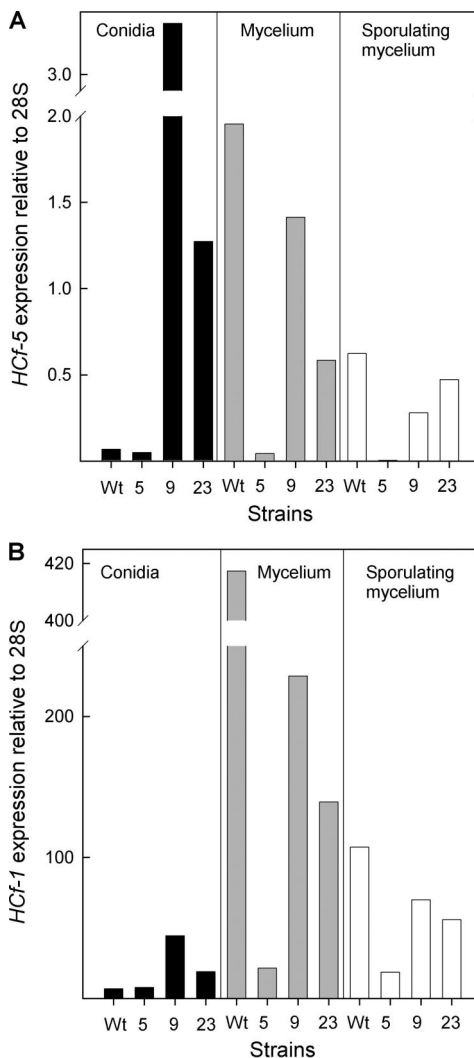 A
HCf-5 expression relative to 28S
Conidia Mycelium Sporulating
mycelium
3.0
2.0
1.5
1.0
0.5
Wt 5 9 23 Wt 5 9 23 Wt 5 9 23
Strains
B
HCf-1 expression relative to 28S
Conidia Mycelium Sporulating
mycelium
420
400
200
100
Wt 5 9 23 Wt 5 9 23 Wt 5 9 23
Strains